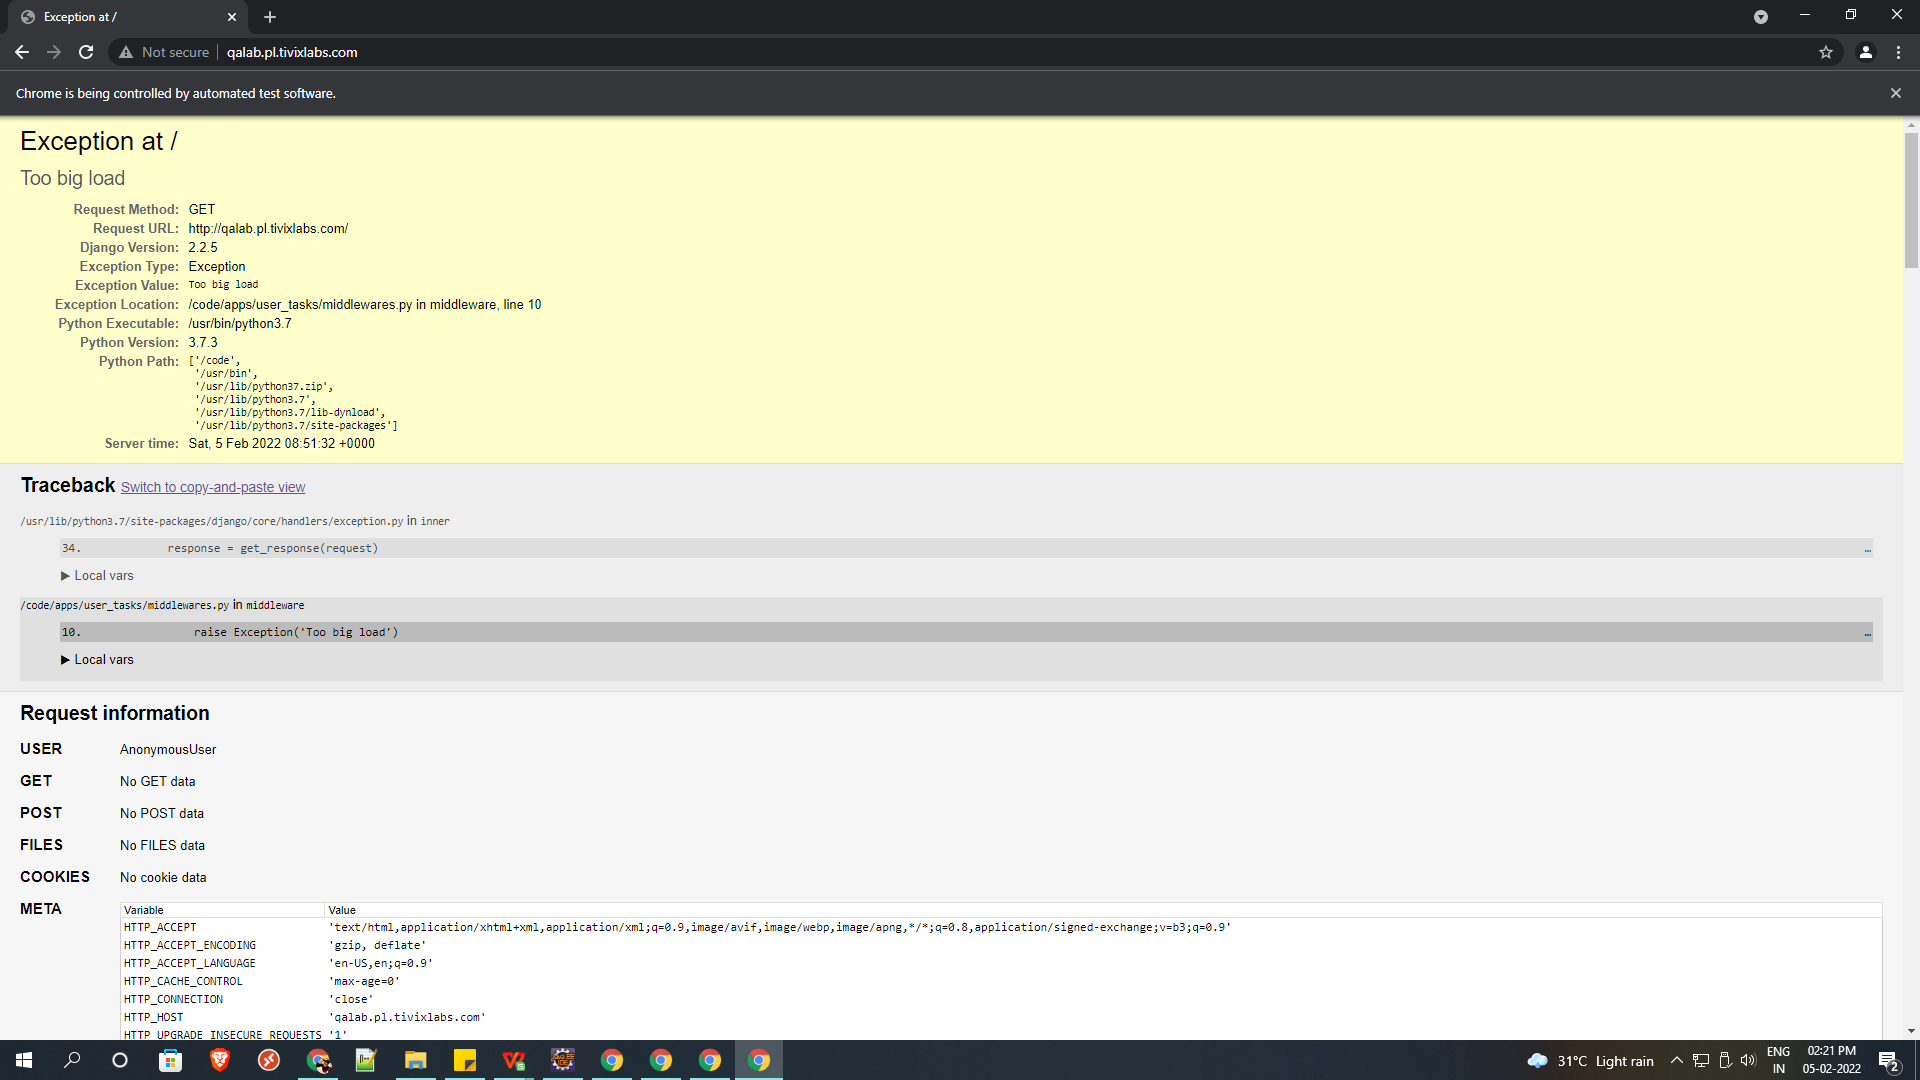 Exception at /
Not secure
qalab.pl.tivixlabs.com
Chrome is being controlled by automated test software.
Exception at /
Too big load
Request Method: GET
Request URL: http://qalab.pl.tivixlabs.com/
Django Version: 2.2.5
Exception Type: Exception
Exception Value: Too big load
Exception Location: /code/apps/user_tasks/middlewares.py in middleware, line 10
Python Executable: /usr/bin/python3.7
Python Version: 3.7.3
Python Path: ['/code',
'/usr/bin',
'/usr/lib/python37.zip',
'/usr/lib/python3.7',
'/usr/lib/python3.7/lib-dynload',
'/usr/lib/python3.7/site-packages']
Server time: Sat, 5 Feb 2022 08:51:32 +0000
Traceback Switch to copy-and-paste view
/usr/lib/python3.7/site-packages/django/core/handlers/exception.py in inner
34. response = get_response(request) …
▶ Local vars
/code/apps/user_tasks/middlewares.py in middleware
10. raise Exception('Too big load') …
▶ Local vars
Request information
USER AnonymousUser
GET No GET data
POST No POST data
FILES No FILES data
COOKIES No cookie data
META Variable Value
HTTP_ACCEPT 'text/html,application/xhtml+xml,application/xml;q=0.9,image/avif,image/webp,image/apng,*/*;q=0.8,application/signed-exchange;v=b3;q=0.9'
HTTP_ACCEPT_ENCODING 'gzip, deflate'
HTTP_ACCEPT_LANGUAGE 'en-US,en;q=0.9'
HTTP_CACHE_CONTROL 'max-age=0'
HTTP_CONNECTION 'close'
HTTP_HOST 'qalab.pl.tivixlabs.com'
HTTP_UPGRADE_INSECURE_REQUESTS '1'
31°C Light rain
ENG
IN
02:21 PM
05-02-2022
2